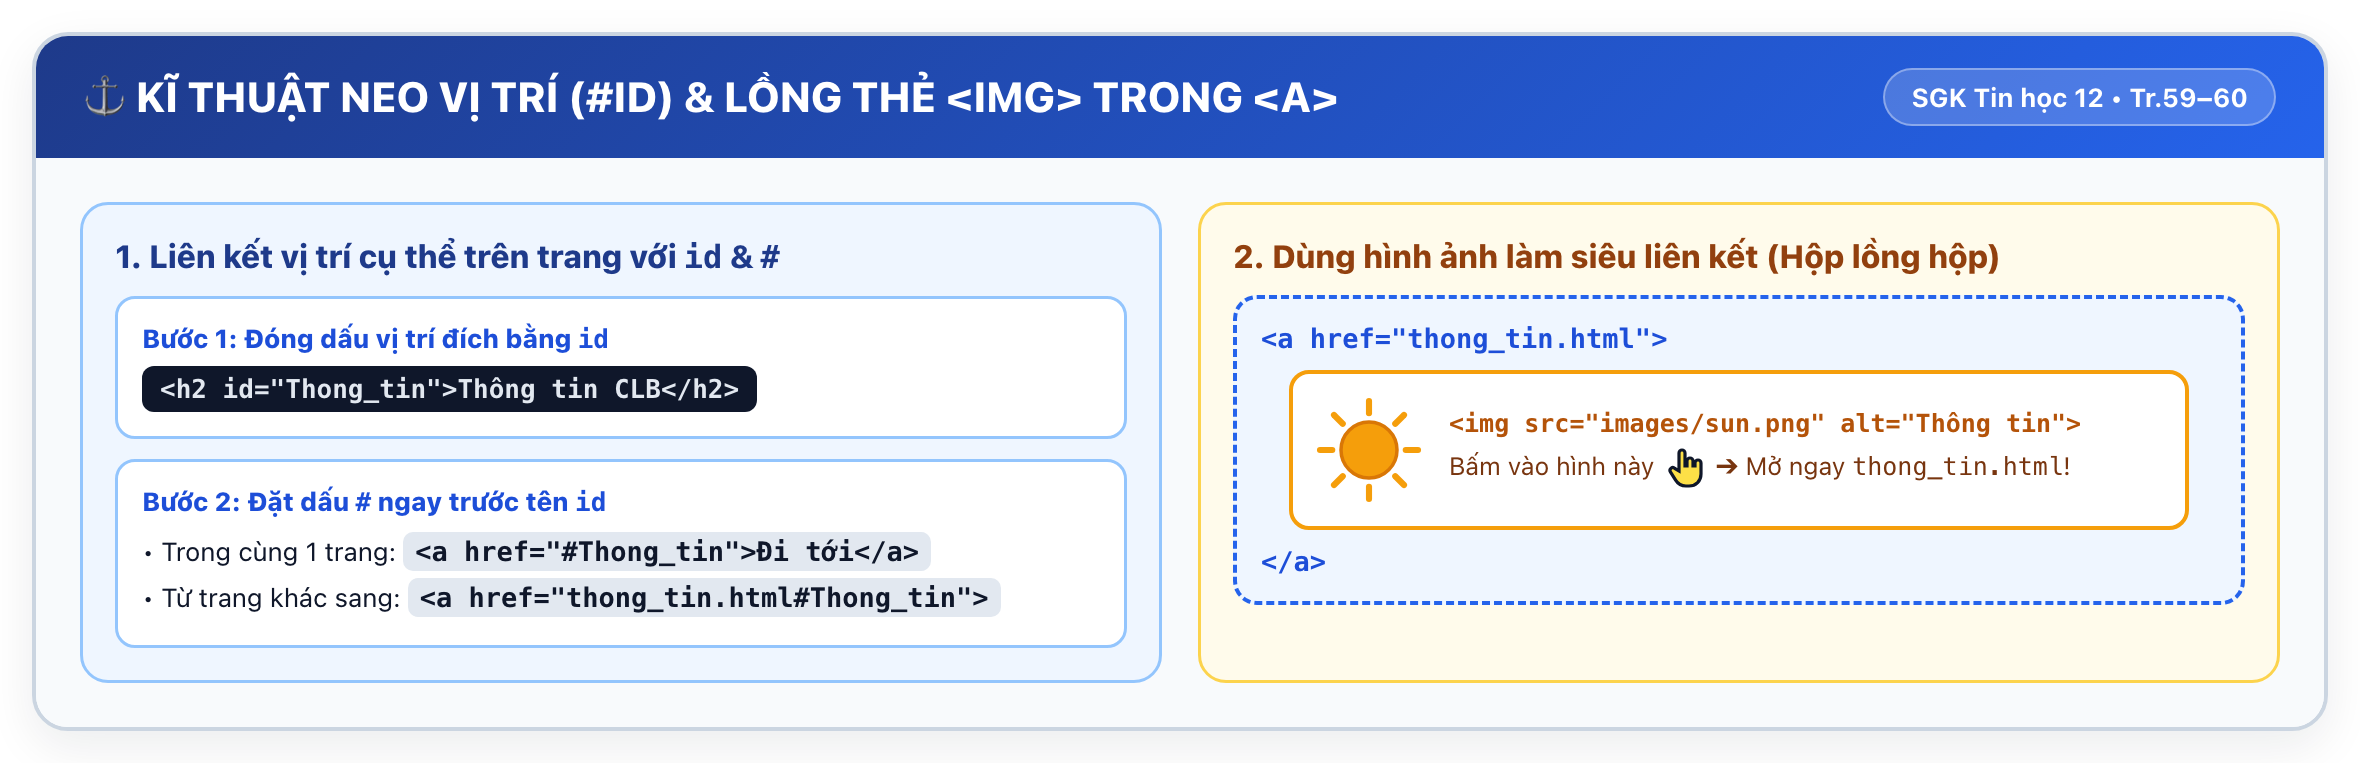 ⚓ KĨ THUẬT NEO VỊ TRÍ (#ID) & LỒNG THẺ <IMG> TRONG <A>
SGK Tin học 12 • Tr.59–60
1. Liên kết vị trí cụ thể trên trang với id & #
Bước 1: Đóng dấu vị trí đích bằng id
<h2 id="Thong_tin">Thông tin CLB</h2>
Bước 2: Đặt dấu # ngay trước tên id
• Trong cùng 1 trang: <a href="#Thong_tin">Đi tới</a>
• Từ trang khác sang: <a href="thong_tin.html#Thong_tin">
2. Dùng hình ảnh làm siêu liên kết (Hộp lồng hộp)
<a href="thong_tin.html">
<img src="images/sun.png" alt="Thông tin">
Bấm vào hình này 👆 ➔ Mở ngay thong_tin.html!
</a>